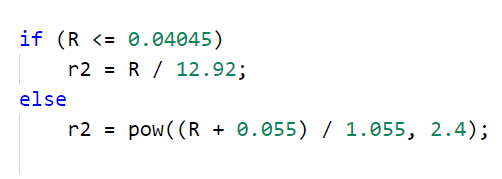 if (R <= 0.04045)
    r2 = R / 12.92;
else
    r2 = pow((R + 0.055) / 1.055, 2.4);